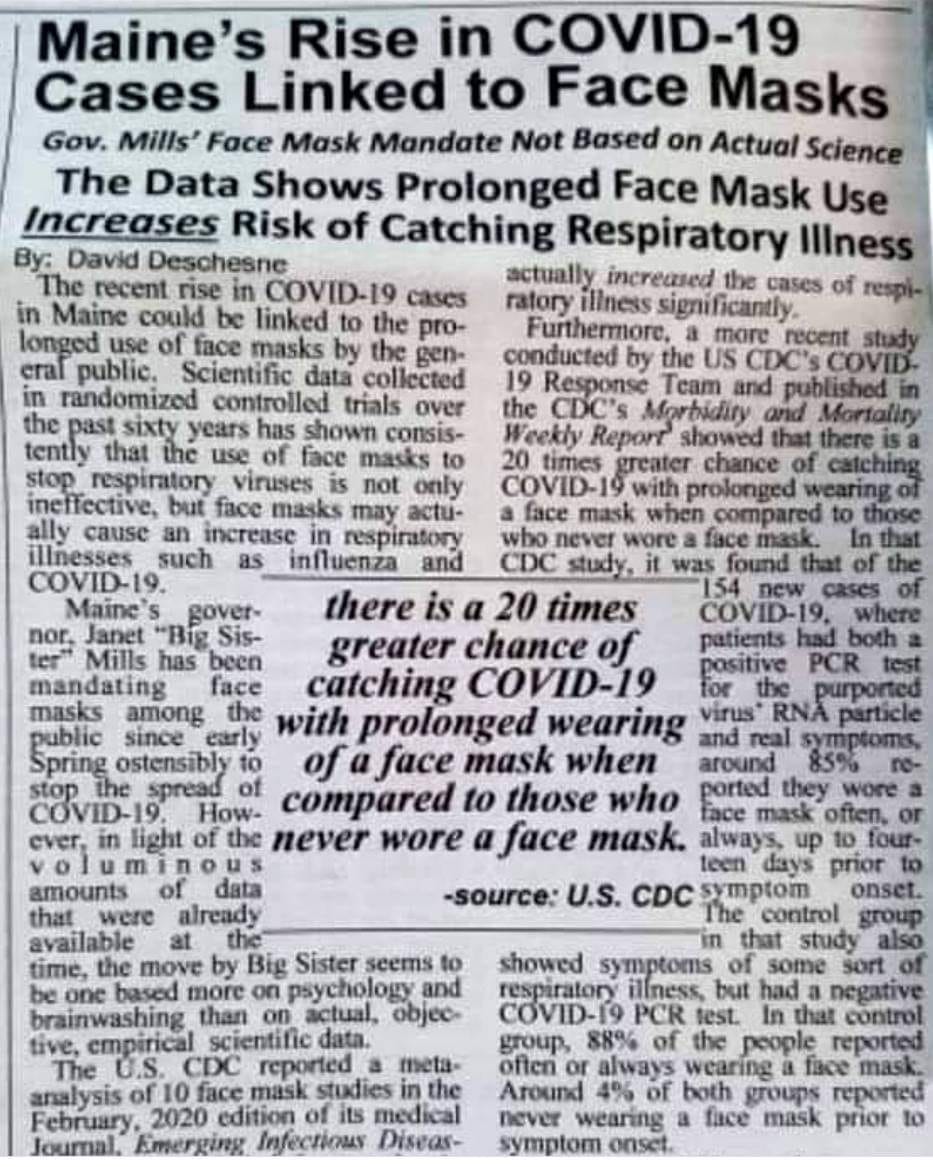 Maine's Rise in COVID-19
Cases Linked to Face Masks
Gov. Mills' Face Mask Mandate Not Based on Actual Science
The Data Shows Prolonged Face Mask Use
Increases Risk of Catching Respiratory Illness
By: David Deschesne
The recent rise in COVID-19 cases
in Maine could be linked to the pro-
longed use of face masks by the gen-
eral public. Scientific data collected
in randomized controlled trials over
the past sixty years has shown consis-
tently that the use of face masks to
stop respiratory viruses is not only
ineffective, but face masks may actu-
ally cause an increase in respiratory
illnesses such as influenza and
COVID-19.
Maine's gover-
nor, Janet "Big Sis-
ter" Mills has been
mandating face
masks among the
public since early
Spring ostensibly to
stop the spread of
COVID-19. How-
ever, in light of the
voluminous
amounts of data
that were already
available at the
time, the move by Big Sister seems to
be one based more on psychology and
brainwashing than on actual, objec-
tive, empirical scientific data.
The U.S. CDC reported a meta-
analysis of 10 face mask studies in the
February, 2020 edition of its medical
Journal, Emerging Infectious Diseas-
there is a 20 times
greater chance of
catching COVID-19
with prolonged wearing
of a face mask when
compared to those who
never wore a face mask.
-source: U.S. CDC
actually increased the cases of respi-
ratory illness significantly.
Furthermore, a more recent study
conducted by the US CDC's COVID-
19 Response Team and published in
the CDC's Morbidity and Mortality
Weekly Report showed that there is a
20 times greater chance of catching
COVID-19 with prolonged wearing of
a face mask when compared to those
who never wore a face mask. In that
CDC study, it was found that of the
154 new cases of
COVID-19, where
patients had both a
positive PCR test
for the purported
virus' RNA particle
and real symptoms,
around 85% re-
ported they wore a
face mask often, or
always, up to four-
teen days prior to
symptom onset.
The control group
in that study also
showed symptoms of some sort of
respiratory illness, but had a negative
COVID-19 PCR test. In that control
group, 88% of the people reported
often or always wearing a face mask.
Around 4% of both groups reported
never wearing a face mask prior to
symptom onset.